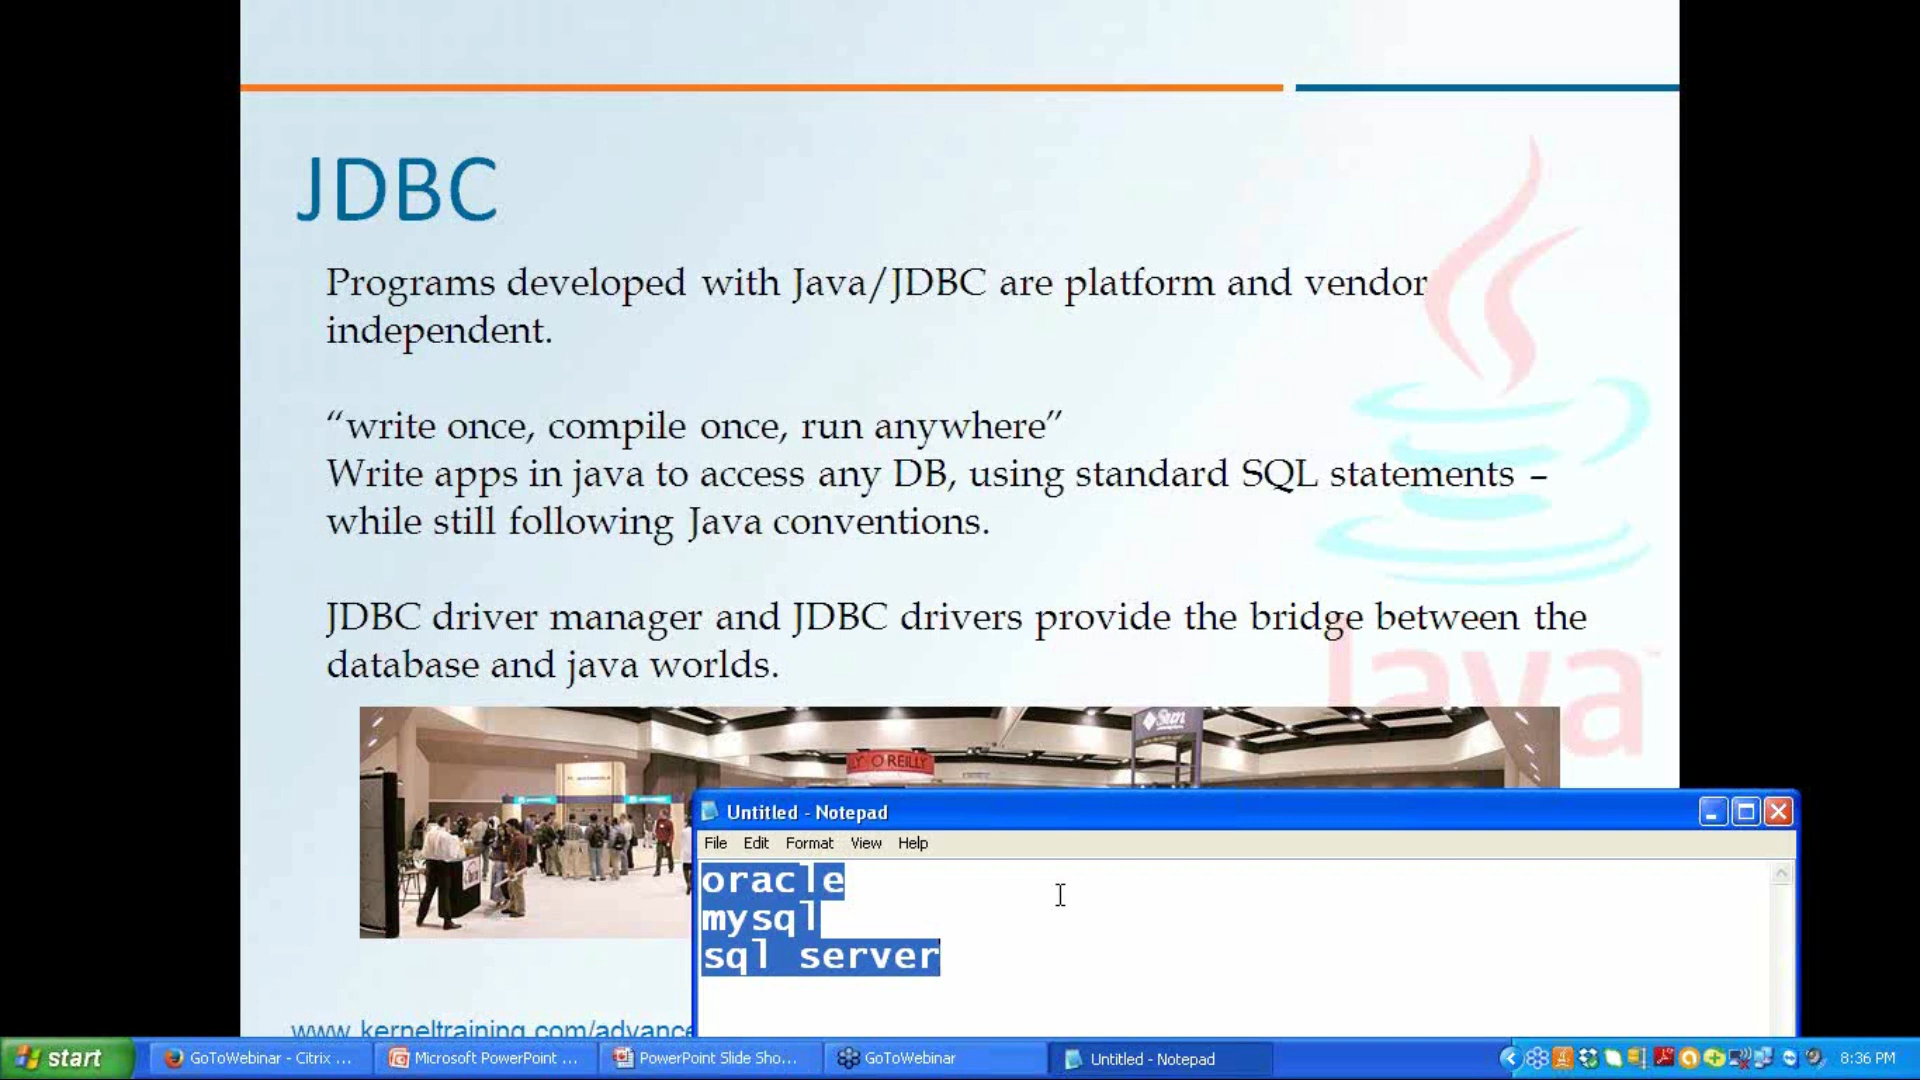 JDBC
Programs developed with Java/JDBC are platform and vendor
independent.
“write once, compile once, run anywhere”
Write apps in java to access any DB, using standard SQL statements –
while still following Java conventions.
JDBC driver manager and JDBC drivers provide the bridge between the
database and java worlds.
Java
Sun
O'REILLY
Untitled - Notepad
File Edit Format View Help
oracle
mysql
sql server
www.kerneltraining.com/advance
start
GoToWebinar - Citrix ...
Microsoft PowerPoint ...
PowerPoint Slide Sho...
GoToWebinar
Untitled - Notepad
8:36 PM